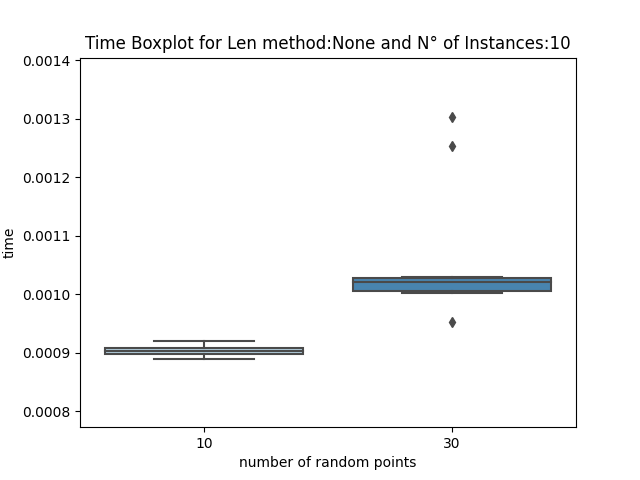 Time Boxplot for Len method:None and N° of Instances:10
0.0014
0.0013
0.0012
0.0011
0.0010
0.0009
0.0008
time
10 30
number of random points